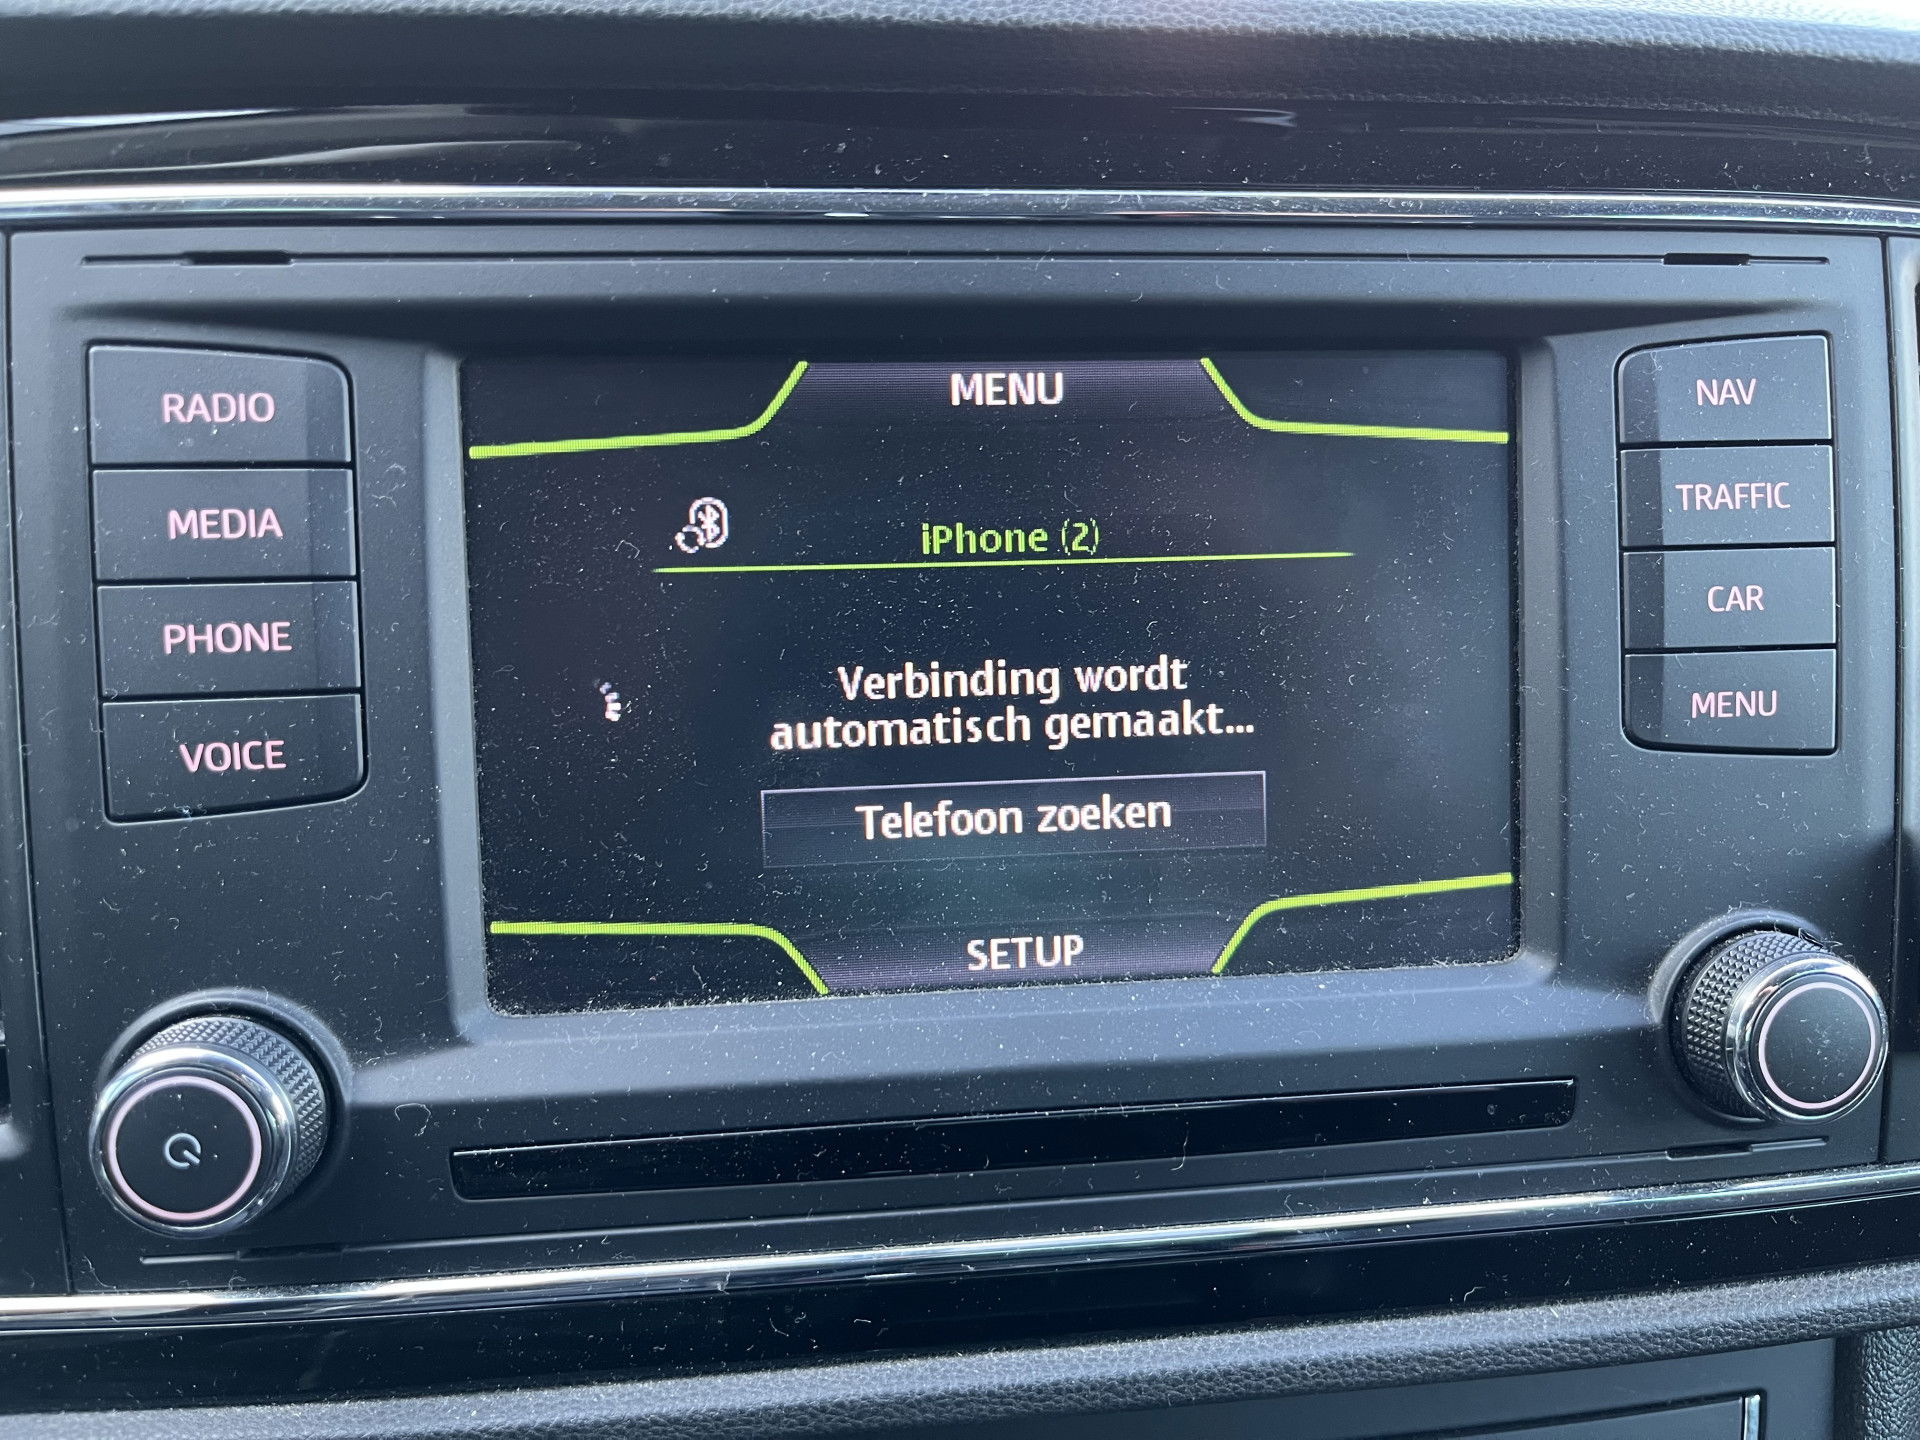 RADIO
MEDIA
PHONE
VOICE
MENU
iPhone (2)
Verbinding wordt
automatisch gemaakt...
Telefoon zoeken
SETUP
NAV
TRAFFIC
CAR
MENU